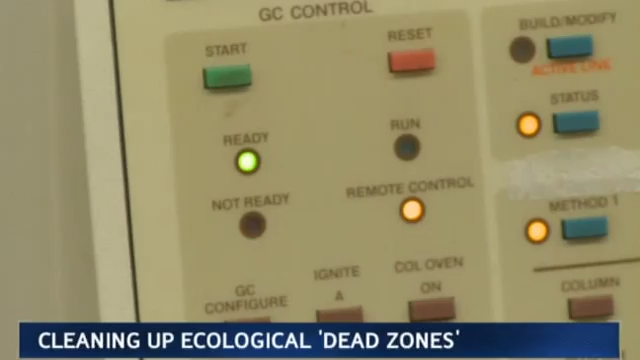 GC CONTROL
START
RESET
BUILD/MODIFY
ACTIVE LINK
STATUS
READY
RUN
NOT READY
REMOTE CONTROL
METHOD 1
GC
CONFIGURE
IGNITE
A
COL OVEN
ON
COLUMN
CLEANING UP ECOLOGICAL 'DEAD ZONES'